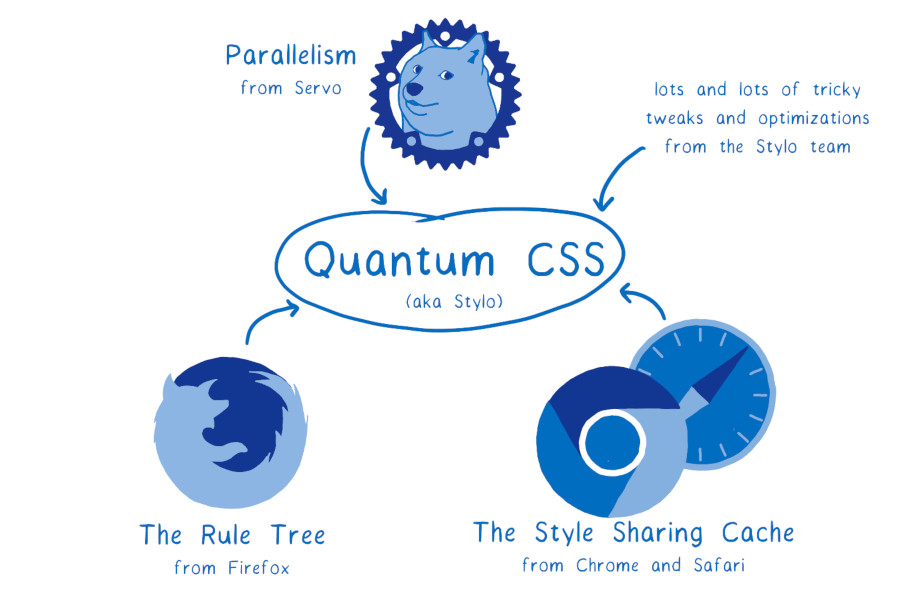 Parallelism
from Servo
lots and lots of tricky
tweaks and optimizations
from the Stylo team
Quantum CSS
(aka Stylo)
The Rule Tree
from Firefox
The Style Sharing Cache
from Chrome and Safari